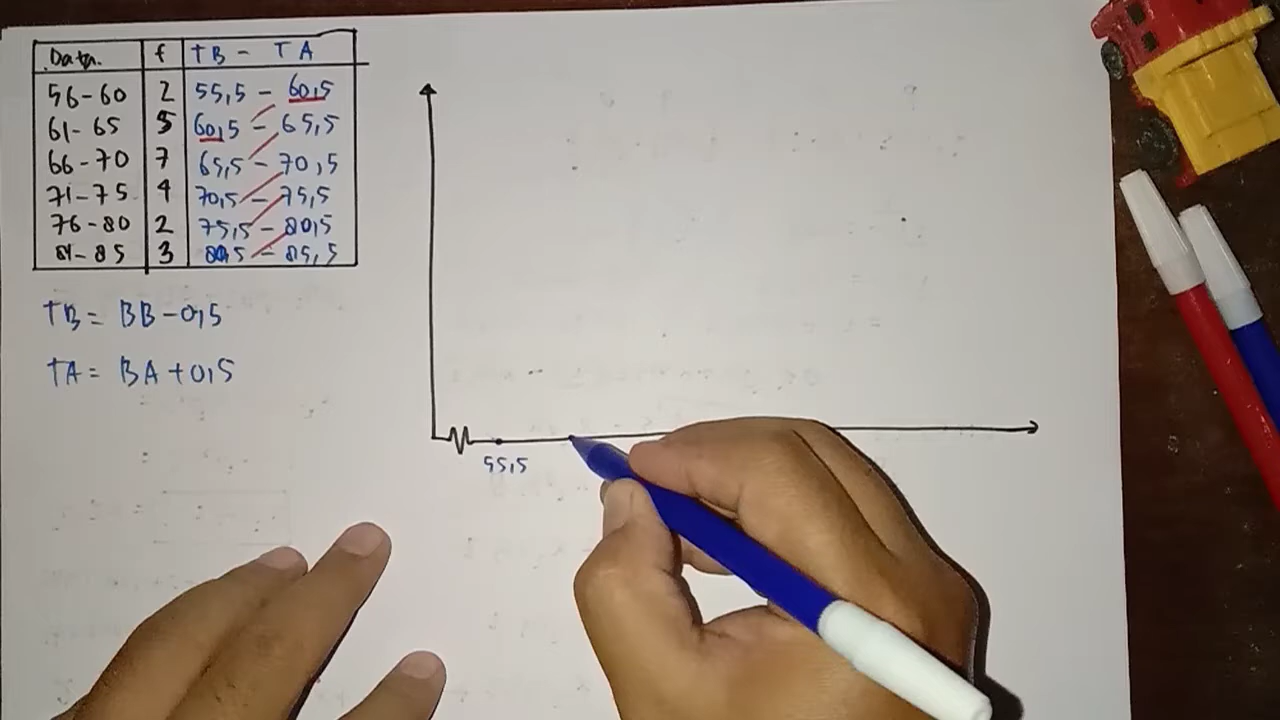 Data. f TB - TA
56-60 2 55,5 - 60,5
61-65 5 60,5 - 65,5
66-70 7 65,5 - 70,5
71-75 4 70,5 - 75,5
76-80 2 75,5 - 80,5
81-85 3 80,5 - 85,5
TB = BB - 0,5
TA = BA + 0,5
55,5